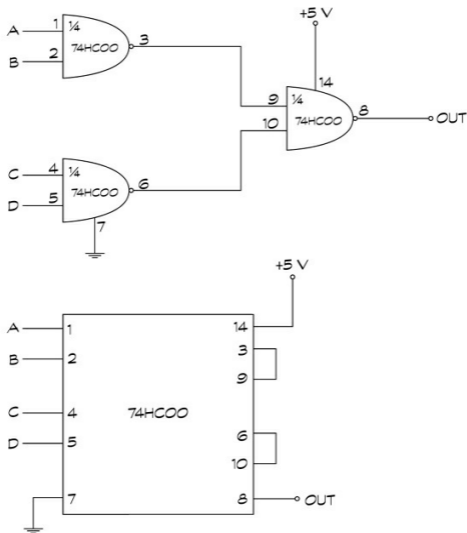 +5 V
A 1 ¼ 3
74HC00
B 2
14
9 ¼ 8 OUT
74HC00
10
C 4 ¼ 6
74HC00
D 5
7
+5 V
A 1 14
3
B 2
9
C 4 74HC00
6
D 5
10
7 8 OUT